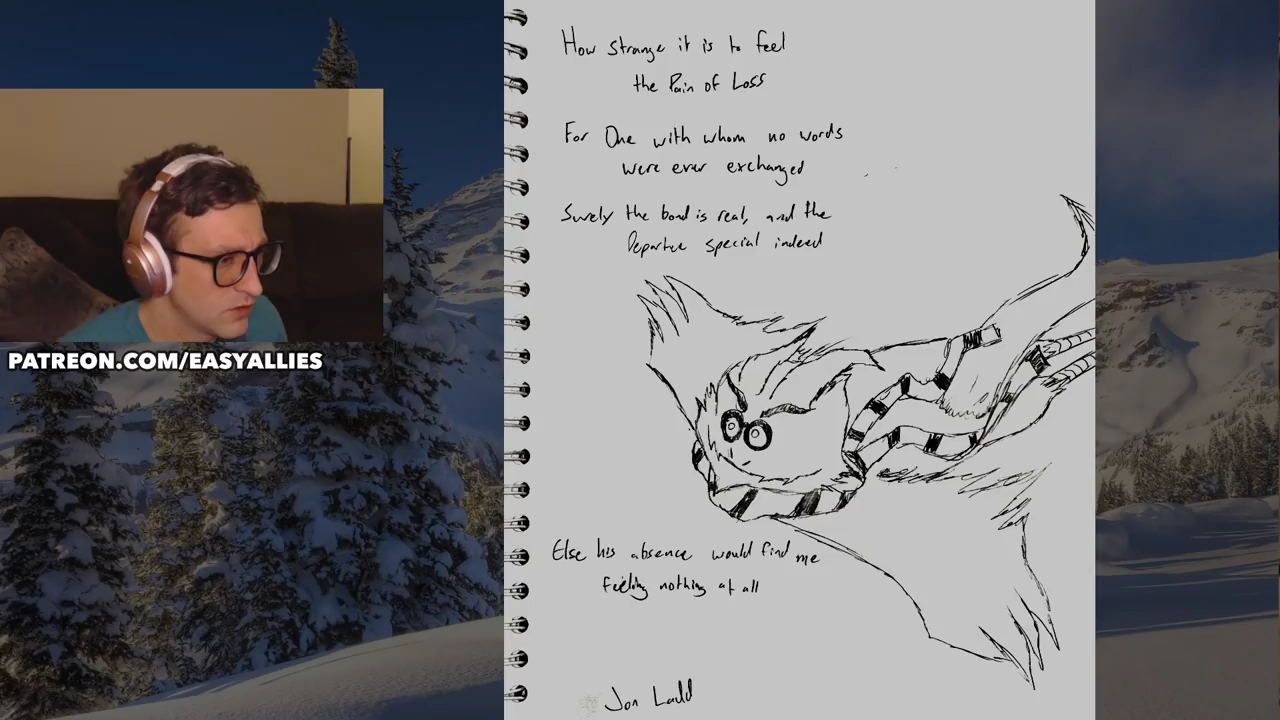 How strange it is to feel
the Pain of Loss
For One with whom no words
were ever exchanged
Surely the bond is real, and the
Departue special indeed
Else his absence would find me
feeling nothing at all
Jon Ladd
PATREON.COM/EASYALLIES